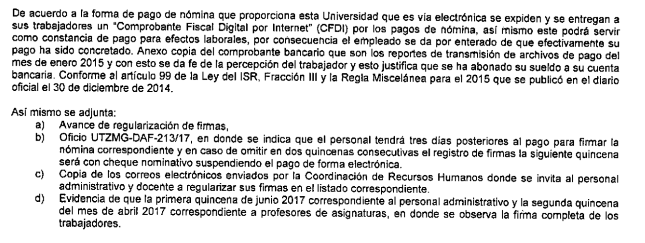 De acuerdo a la forma de pago de nómina que proporciona esta Universidad que es vía electrónica se expiden y se entregan a
sus trabajadores un "Comprobante Fiscal Digital por Internet" (CFDI) por los pagos de nómina, así mismo este podrá servir
como constancia de pago para efectos laborales, por consecuencia el empleado se da por enterado de que efectivamente su
pago ha sido concretado. Anexo copia del comprobante bancario que son los reportes de transmisión de archivos de pago del
mes de enero 2015 y con esto se da fe de la percepción del trabajador y esto justifica que se ha abonado su sueldo a su cuenta
bancaria. Conforme al artículo 99 de la Ley del ISR, Fracción III y la Regla Miscelánea para el 2015 que se publicó en el diario
oficial el 30 de diciembre de 2014.
Así mismo se adjunta:
a) Avance de regularización de firmas,
b) Oficio UTZMG-DAF-213/17, en donde se indica que el personal tendrá tres días posteriores al pago para firmar la
nómina correspondiente y en caso de omitir en dos quincenas consecutivas el registro de firmas la siguiente quincena
será con cheque nominativo suspendiendo el pago de forma electrónica.
c) Copia de los correos electrónicos enviados por la Coordinación de Recursos Humanos donde se invita al personal
administrativo y docente a regularizar sus firmas en el listado correspondiente.
d) Evidencia de que la primera quincena de junio 2017 correspondiente al personal administrativo y la segunda quincena
del mes de abril 2017 correspondiente a profesores de asignaturas, en donde se observa la firma completa de los
trabajadores.